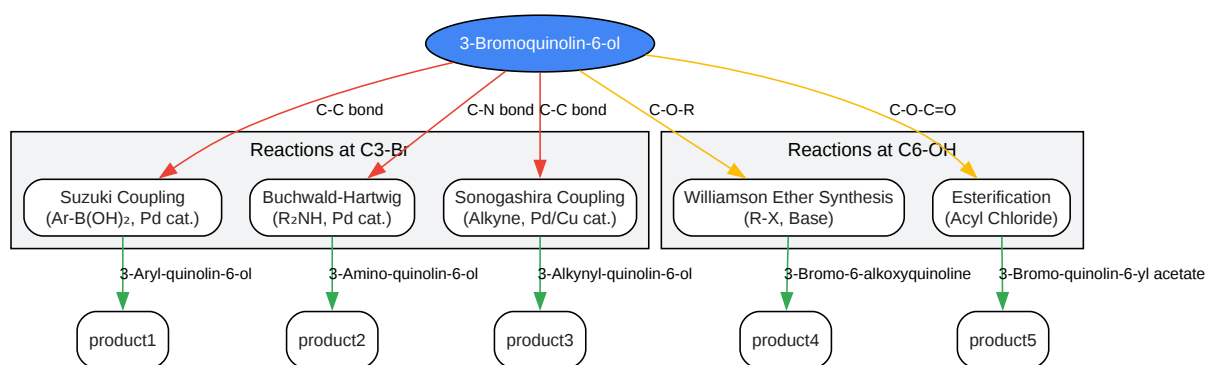 3-Bromoquinolin-6-ol
C-C bond
C-N bond
C-C bond
C-O-R
C-O-C=O
Reactions at C3-Br
Reactions at C6-OH
Suzuki Coupling
(Ar-B(OH)₂, Pd cat.)
Buchwald-Hartwig
(R₂NH, Pd cat.)
Sonogashira Coupling
(Alkyne, Pd/Cu cat.)
Williamson Ether Synthesis
(R-X, Base)
Esterification
(Acyl Chloride)
3-Aryl-quinolin-6-ol
3-Amino-quinolin-6-ol
3-Alkynyl-quinolin-6-ol
3-Bromo-6-alkoxyquinoline
3-Bromo-quinolin-6-yl acetate
product1
product2
product3
product4
product5